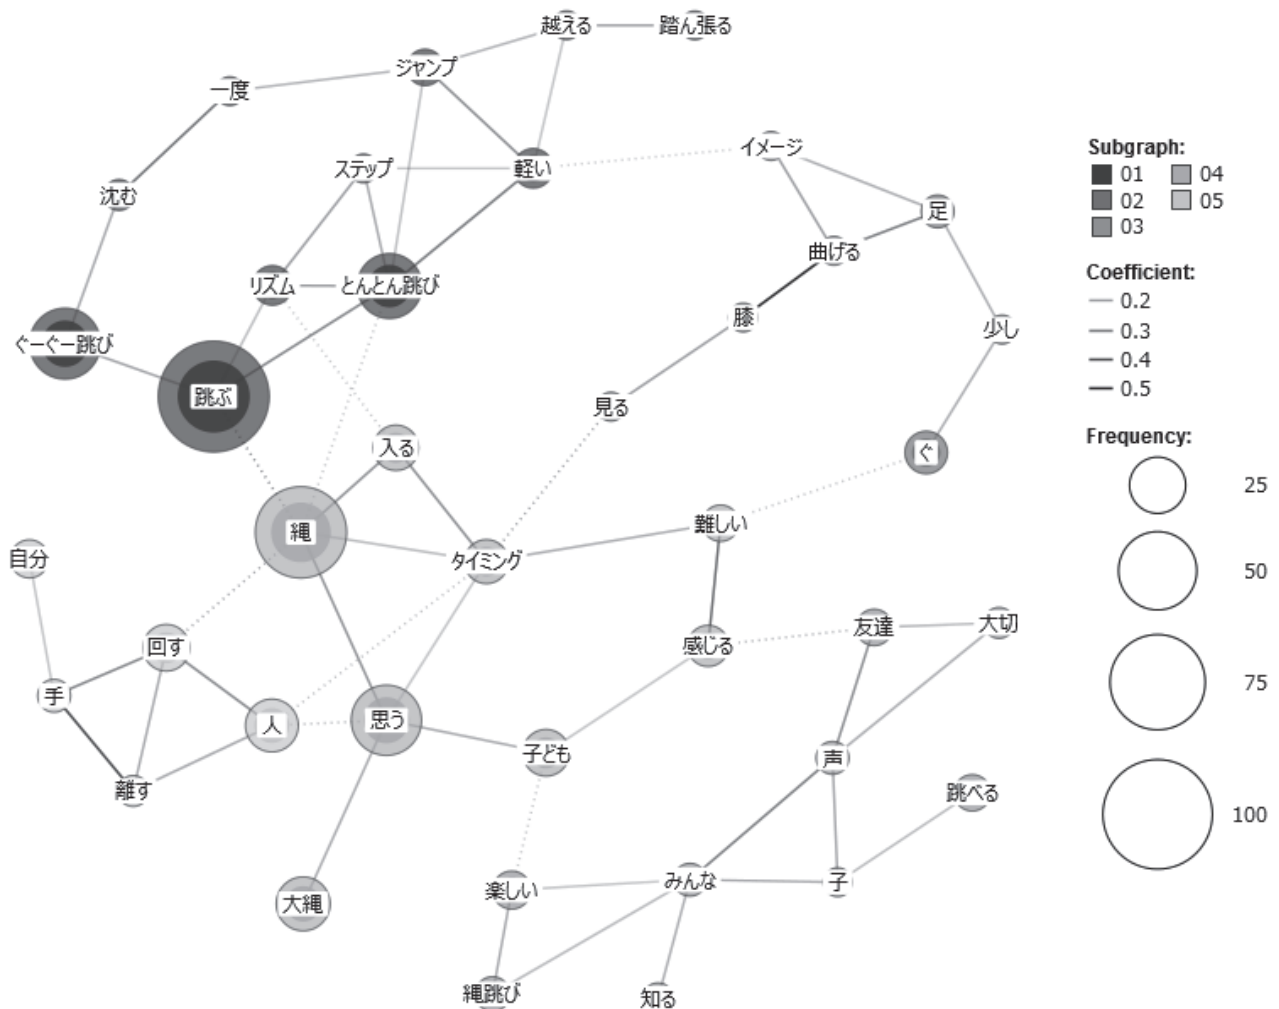 越える
踏ん張る
ジャンプ
一度
イメージ
ステップ
軽い
沈む
足
曲げる
リズム
とんとん跳び
膝
少し
ぐーぐー跳び
跳ぶ
見る
入る
ぐ
縄
難しい
タイミング
自分
友達
大切
回す
感じる
手
人
思う
子ども
声
離す
跳べる
大縄
楽しい
みんな
子
縄跳び
知る
Subgraph:
01 04
02 05
03
Coefficient:
0.2
0.3
0.4
0.5
Frequency:
25
50
75
100